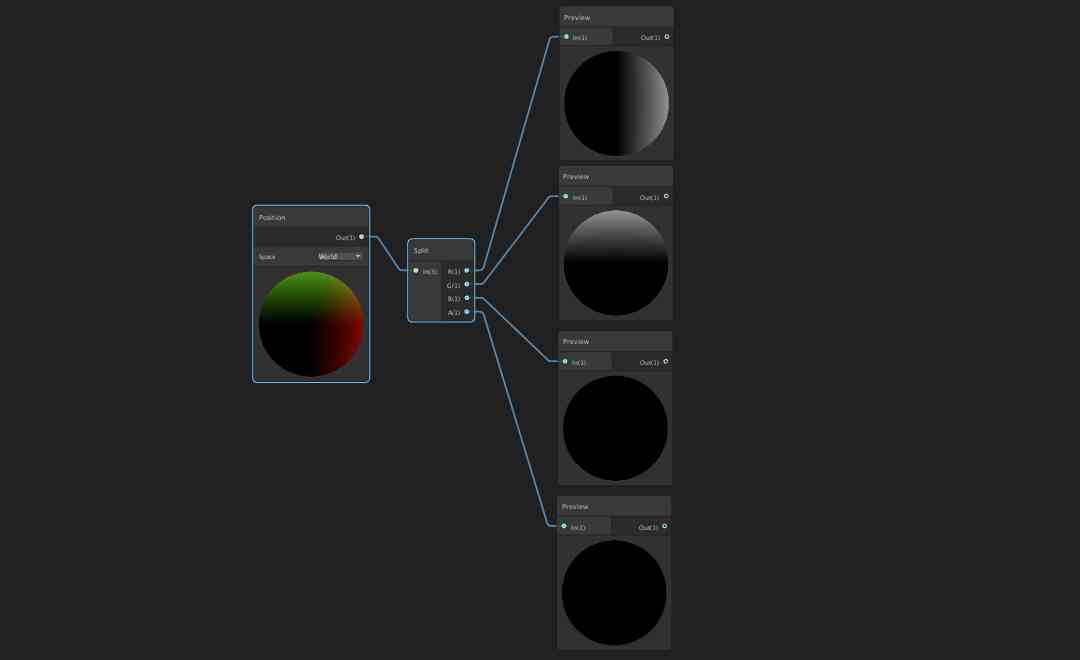 Preview
In(1) Out(1)
Preview
In(1) Out(1)
Position
Out(1)
Space World
Split
In(3) R(1)
G(1)
B(1)
A(1)
Preview
In(1) Out(1)
Preview
In(1) Out(1)